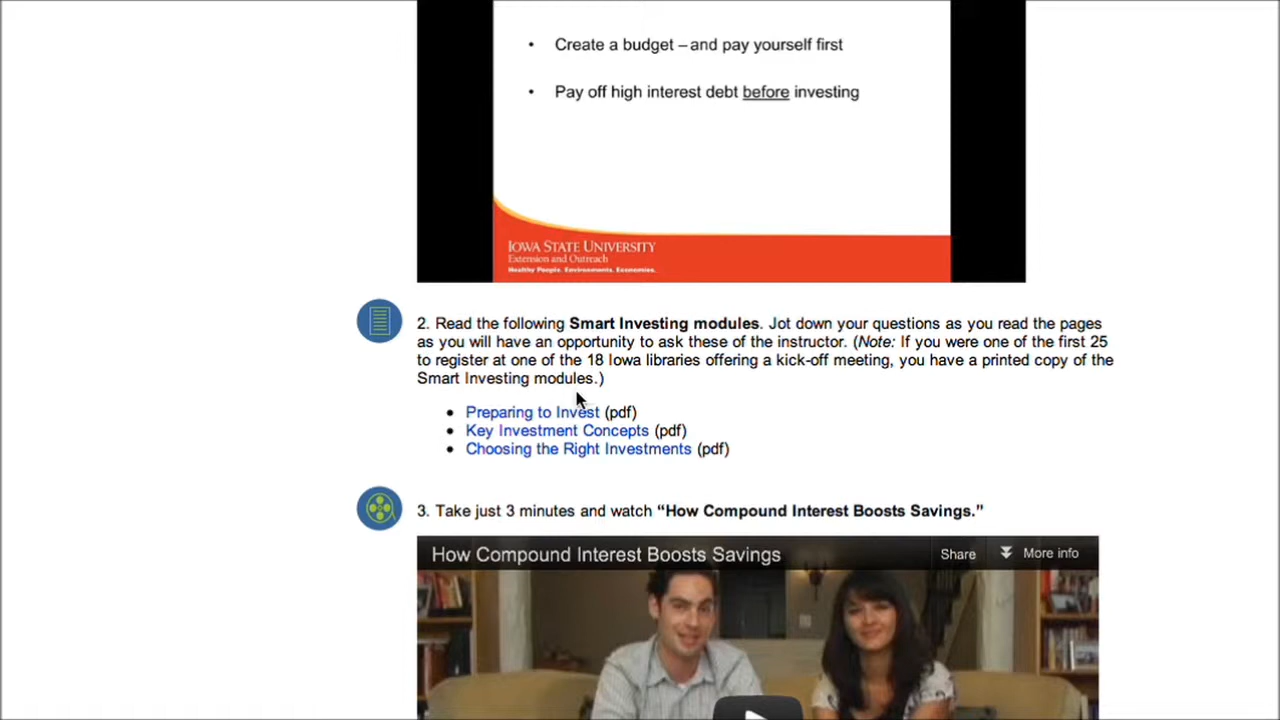 • Create a budget – and pay yourself first
• Pay off high interest debt before investing
IOWA STATE UNIVERSITY
Extension and Outreach
Healthy People. Environments. Economies.
2. Read the following Smart Investing modules. Jot down your questions as you read the pages
as you will have an opportunity to ask these of the instructor. (Note: If you were one of the first 25
to register at one of the 18 Iowa libraries offering a kick-off meeting, you have a printed copy of the
Smart Investing modules.)
• Preparing to Invest (pdf)
• Key Investment Concepts (pdf)
• Choosing the Right Investments (pdf)
3. Take just 3 minutes and watch “How Compound Interest Boosts Savings.”
How Compound Interest Boosts Savings Share More info